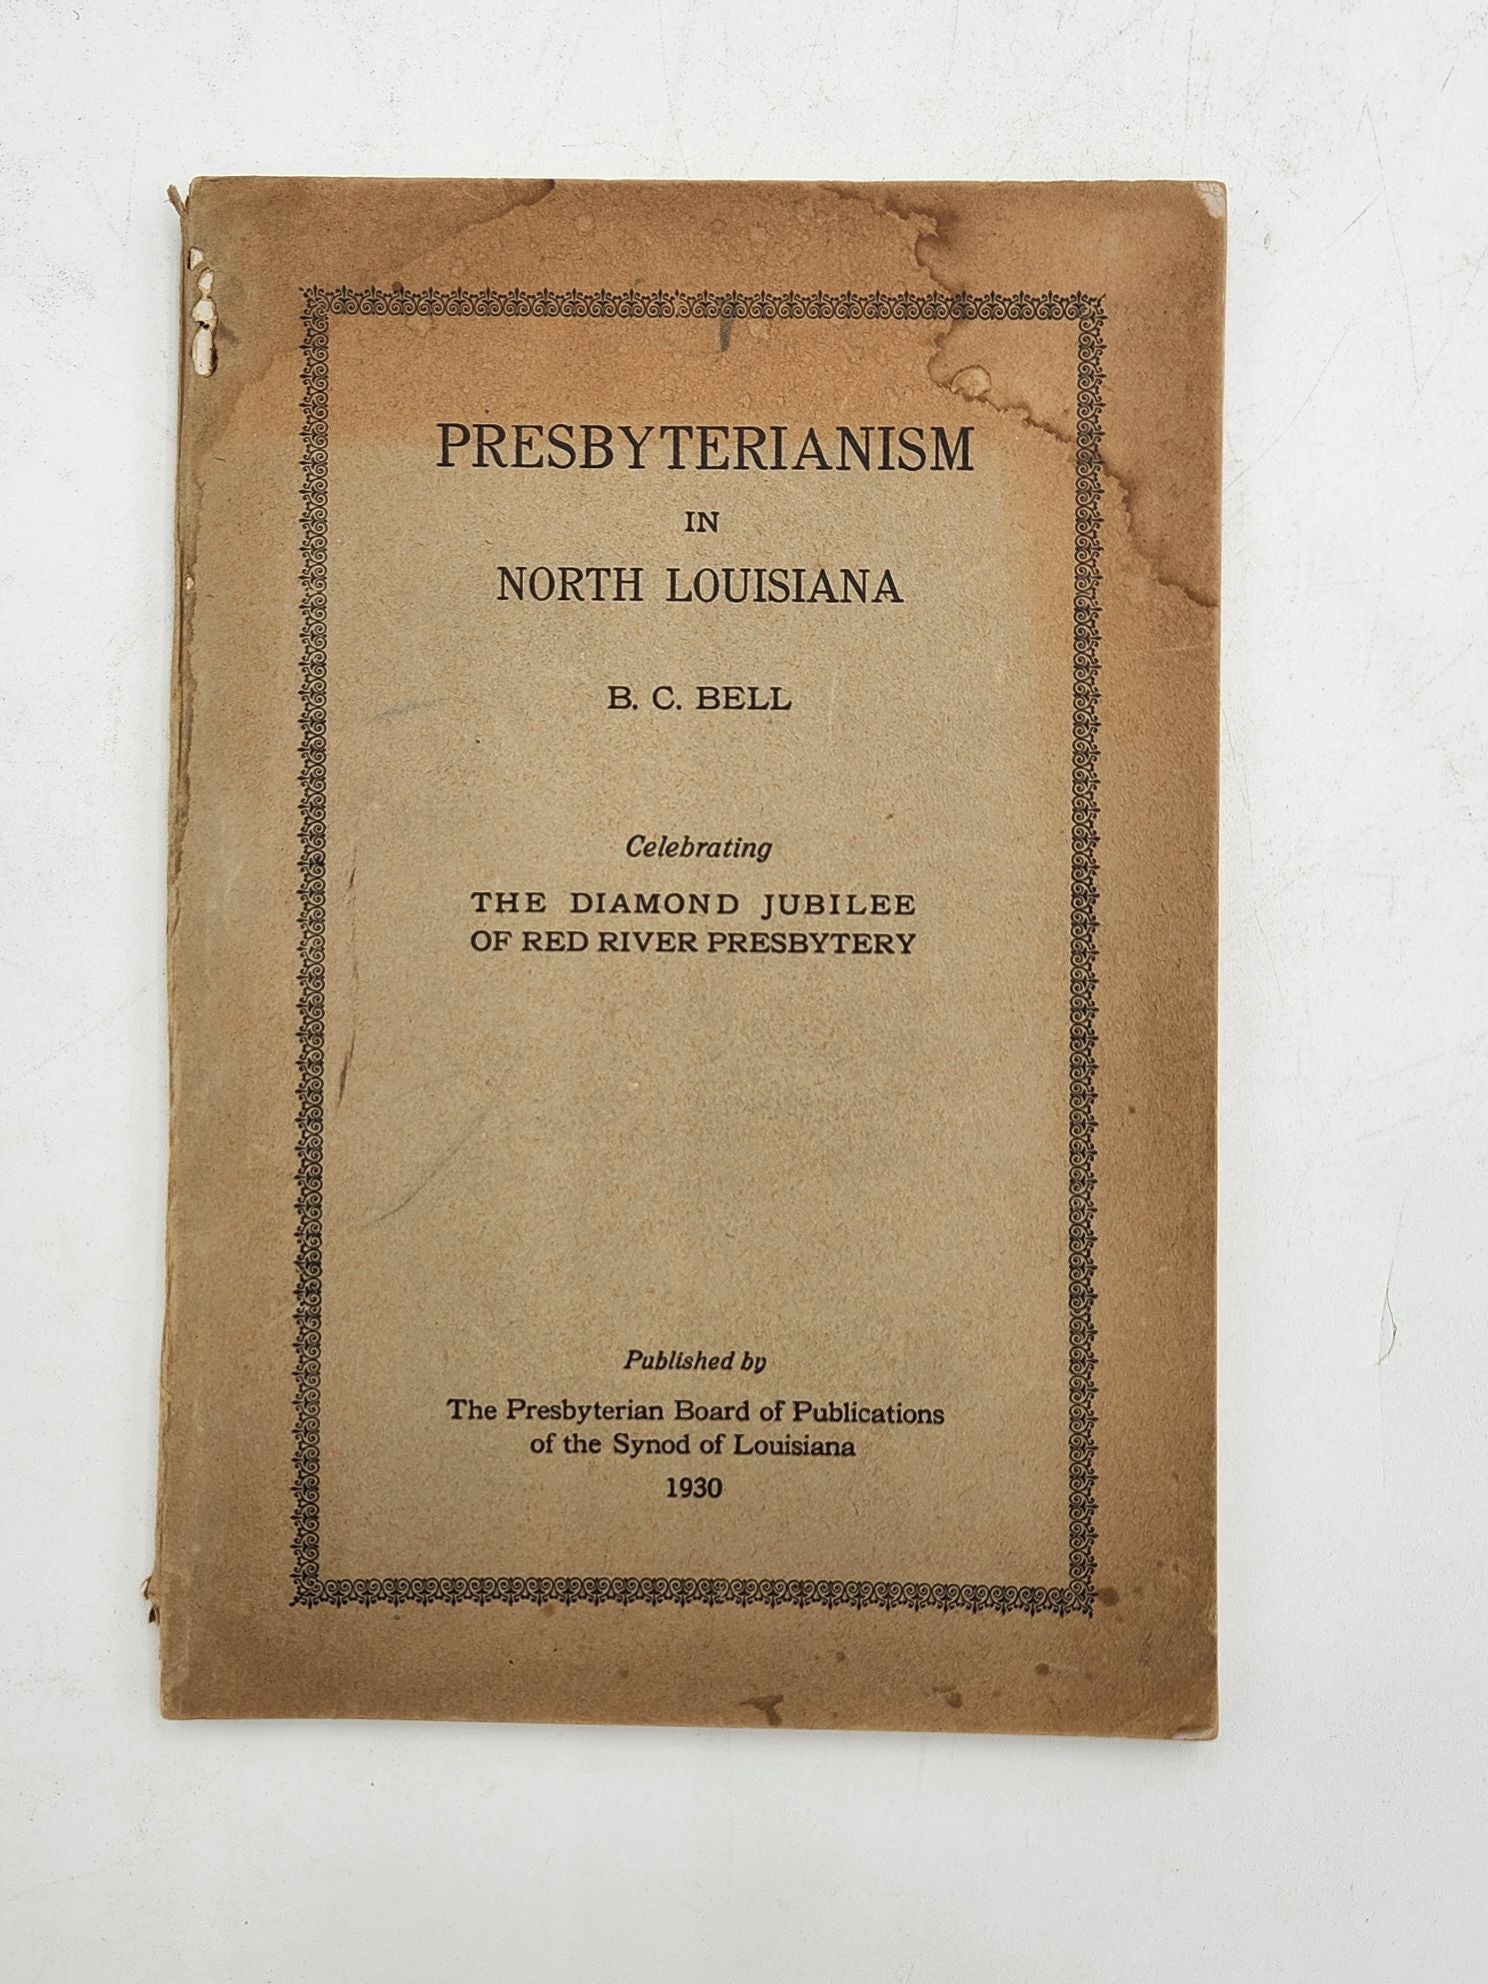 PRESBYTERIANISM
IN
NORTH LOUISIANA
B. C. BELL
Celebrating
THE DIAMOND JUBILEE
OF RED RIVER PRESBYTERY
Published by
The Presbyterian Board of Publications
of the Synod of Louisiana
1930